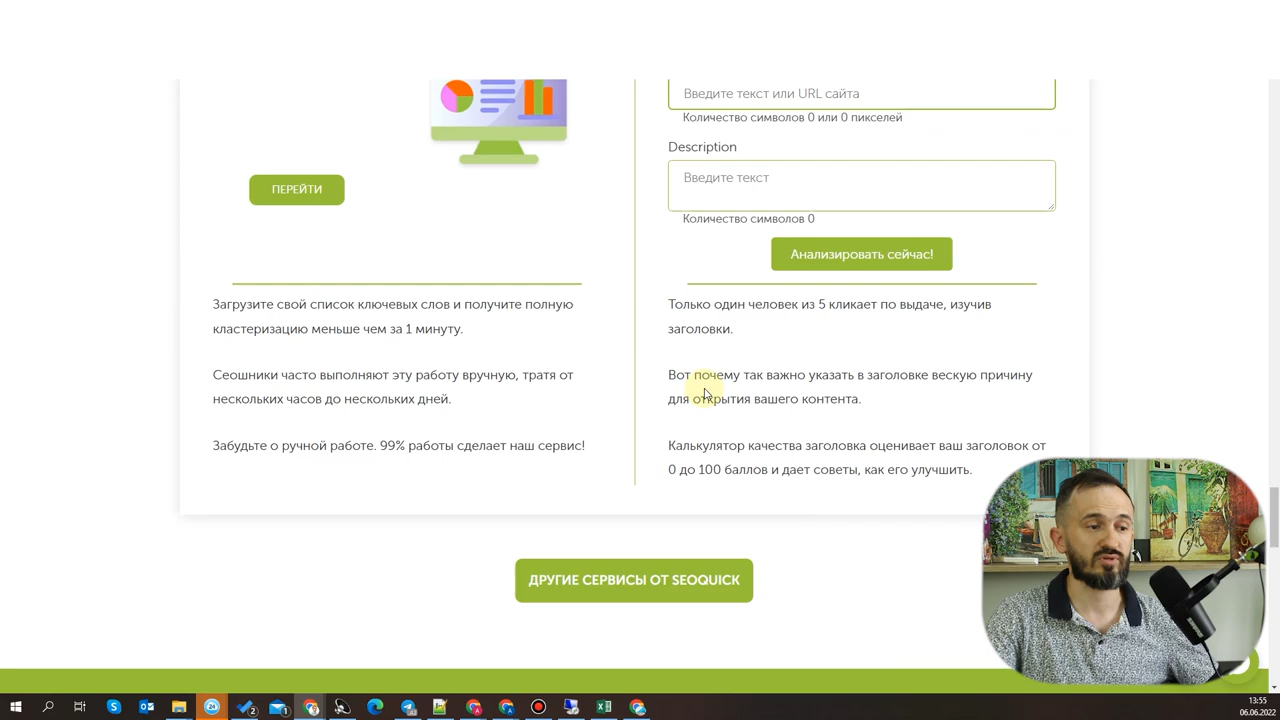 ПЕРЕЙТИ
Загрузите свой список ключевых слов и получите полную
кластеризацию меньше чем за 1 минуту.
Сеошники часто выполняют эту работу вручную, тратя от
нескольких часов до нескольких дней.
Забудьте о ручной работе. 99% работы сделает наш сервис!
Введите текст или URL сайта
Количество символов 0 или 0 пикселей
Description
Введите текст
Количество символов 0
Анализировать сейчас!
Только один человек из 5 кликает по выдаче, изучив
заголовки.
Вот почему так важно указать в заголовке вескую причину
для открытия вашего контента.
Калькулятор качества заголовка оценивает ваш заголовок от
0 до 100 баллов и дает советы, как его улучшить.
ДРУГИЕ СЕРВИСЫ ОТ SEOQUICK
13:55
06.06.2022